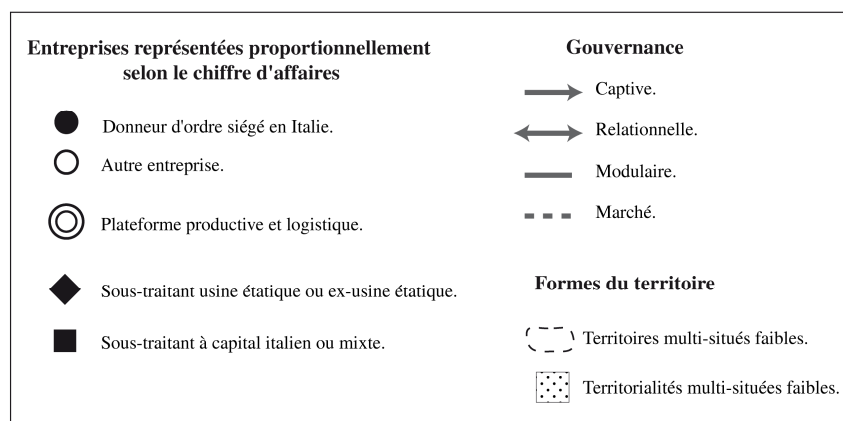 Entreprises représentées proportionnellement
selon le chiffre d'affaires
Donneur d'ordre siégé en Italie.
Autre entreprise.
Plateforme productive et logistique.
Sous-traitant usine étatique ou ex-usine étatique.
Sous-traitant à capital italien ou mixte.
Gouvernance
Captive.
Relationnelle.
Modulaire.
Marché.
Formes du territoire
Territoires multi-situés faibles.
Territorialités multi-situées faibles.